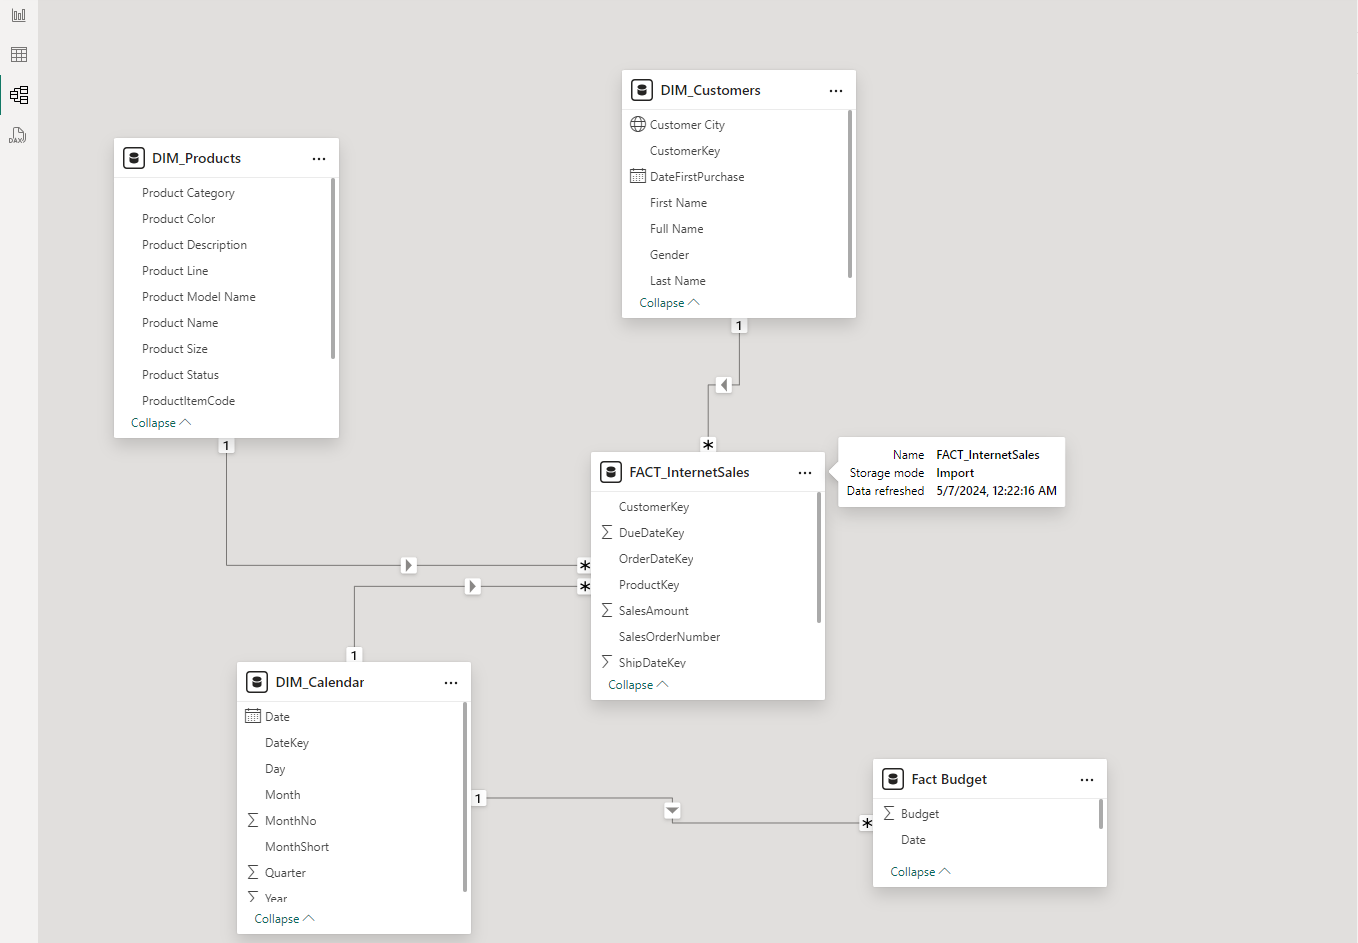 DAX
DIM_Customers
Customer City
CustomerKey
DateFirstPurchase
First Name
Full Name
Gender
Last Name
Collapse
1
DIM_Products
Product Category
Product Color
Product Description
Product Line
Product Model Name
Product Name
Product Size
Product Status
ProductItemCode
Collapse
1
*
FACT_InternetSales
CustomerKey
∑ DueDateKey
OrderDateKey
ProductKey
∑ SalesAmount
SalesOrderNumber
∑ ShipDateKey
Collapse
Name FACT_InternetSales
Storage mode Import
Data refreshed 5/7/2024, 12:22:16 AM
*
*
1
DIM_Calendar
Date
DateKey
Day
Month
∑ MonthNo
MonthShort
∑ Quarter
∑ Year
Collapse
1
*
Fact Budget
∑ Budget
Date
Collapse